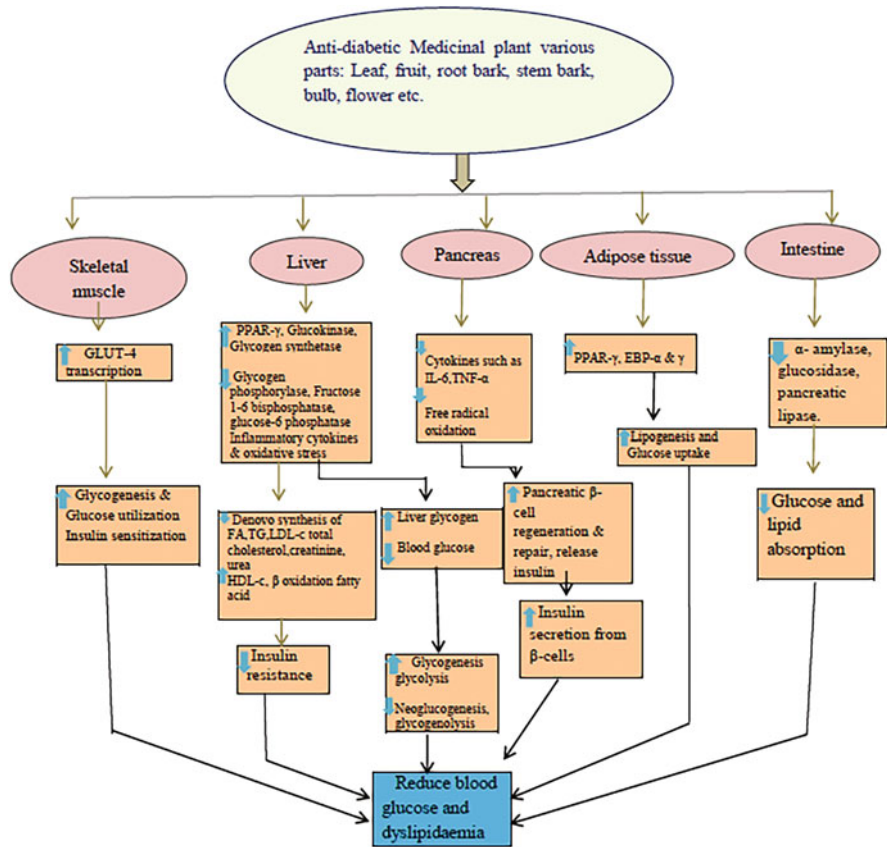 Anti-diabetic Medicinal plant various
parts: Leaf, fruit, root bark, stem bark,
bulb, flower etc.
Skeletal
muscle
Liver
Pancreas
Adipose tissue
Intestine
GLUT-4
transcription
PPAR-γ, Glucokinase,
Glycogen synthetase
Glycogen
phosphorylase, Fructose
1-6 bisphosphatase,
glucose-6 phosphatase
Inflammatory cytokines
& oxidative stress
Cytokines such as
IL-6,TNF-α
Free radical
oxidation
PPAR-γ, EBP-α & γ
α- amylase,
glucosidase,
pancreatic
lipase.
Lipogenesis and
Glucose uptake
Glycogenesis &
Glucose utilization
Insulin sensitization
Denovo synthesis of
FA,TG,LDL-c total
cholesterol,creatinine,
urea
HDL-c, β oxidation fatty
acid
Liver glycogen
Blood glucose
Pancreatic β-
cell
regeneration &
repair, release
insulin
Glucose and
lipid
absorption
Insulin
resistance
Glycogenesis
glycolysis
Neoglucogenesis,
glycogenolysis
Insulin
secretion from
β-cells
Reduce blood
glucose and
dyslipidaemia